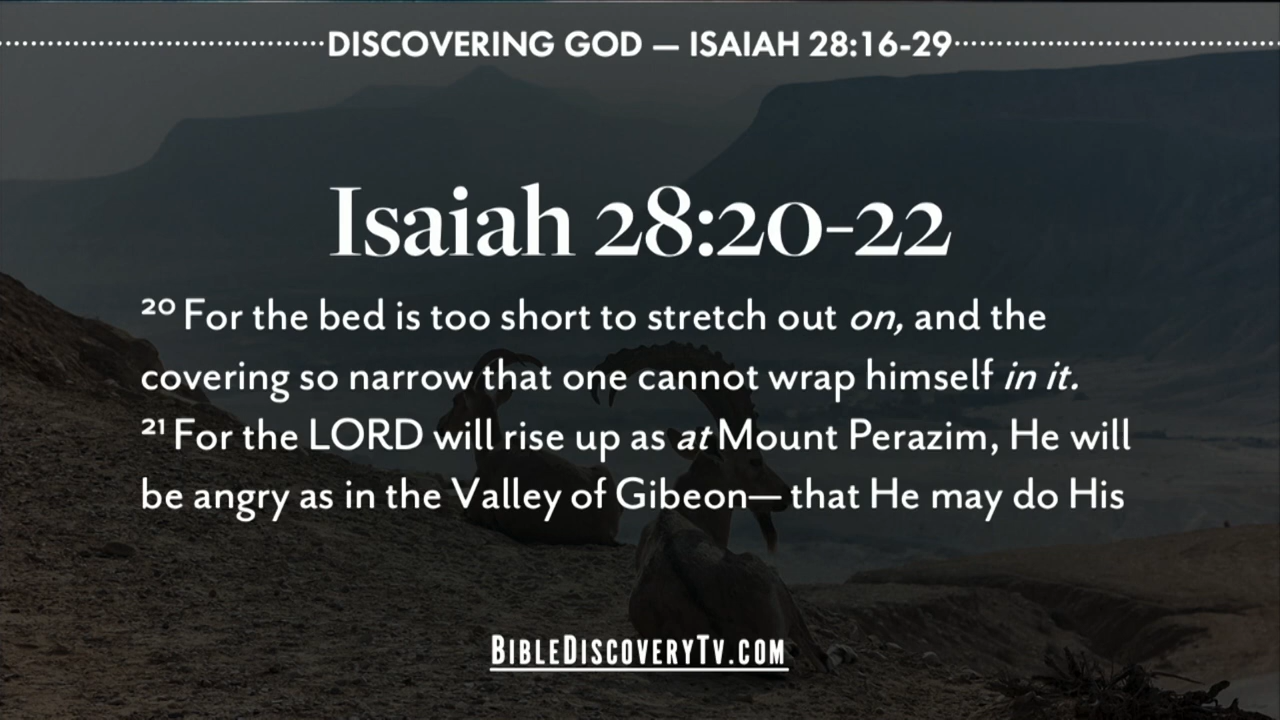 DISCOVERING GOD — ISAIAH 28:16-29
Isaiah 28:20-22
²⁰ For the bed is too short to stretch out on, and the
covering so narrow that one cannot wrap himself in it.
²¹ For the LORD will rise up as at Mount Perazim, He will
be angry as in the Valley of Gibeon— that He may do His
BIBLEDISCOVERYTV.COM